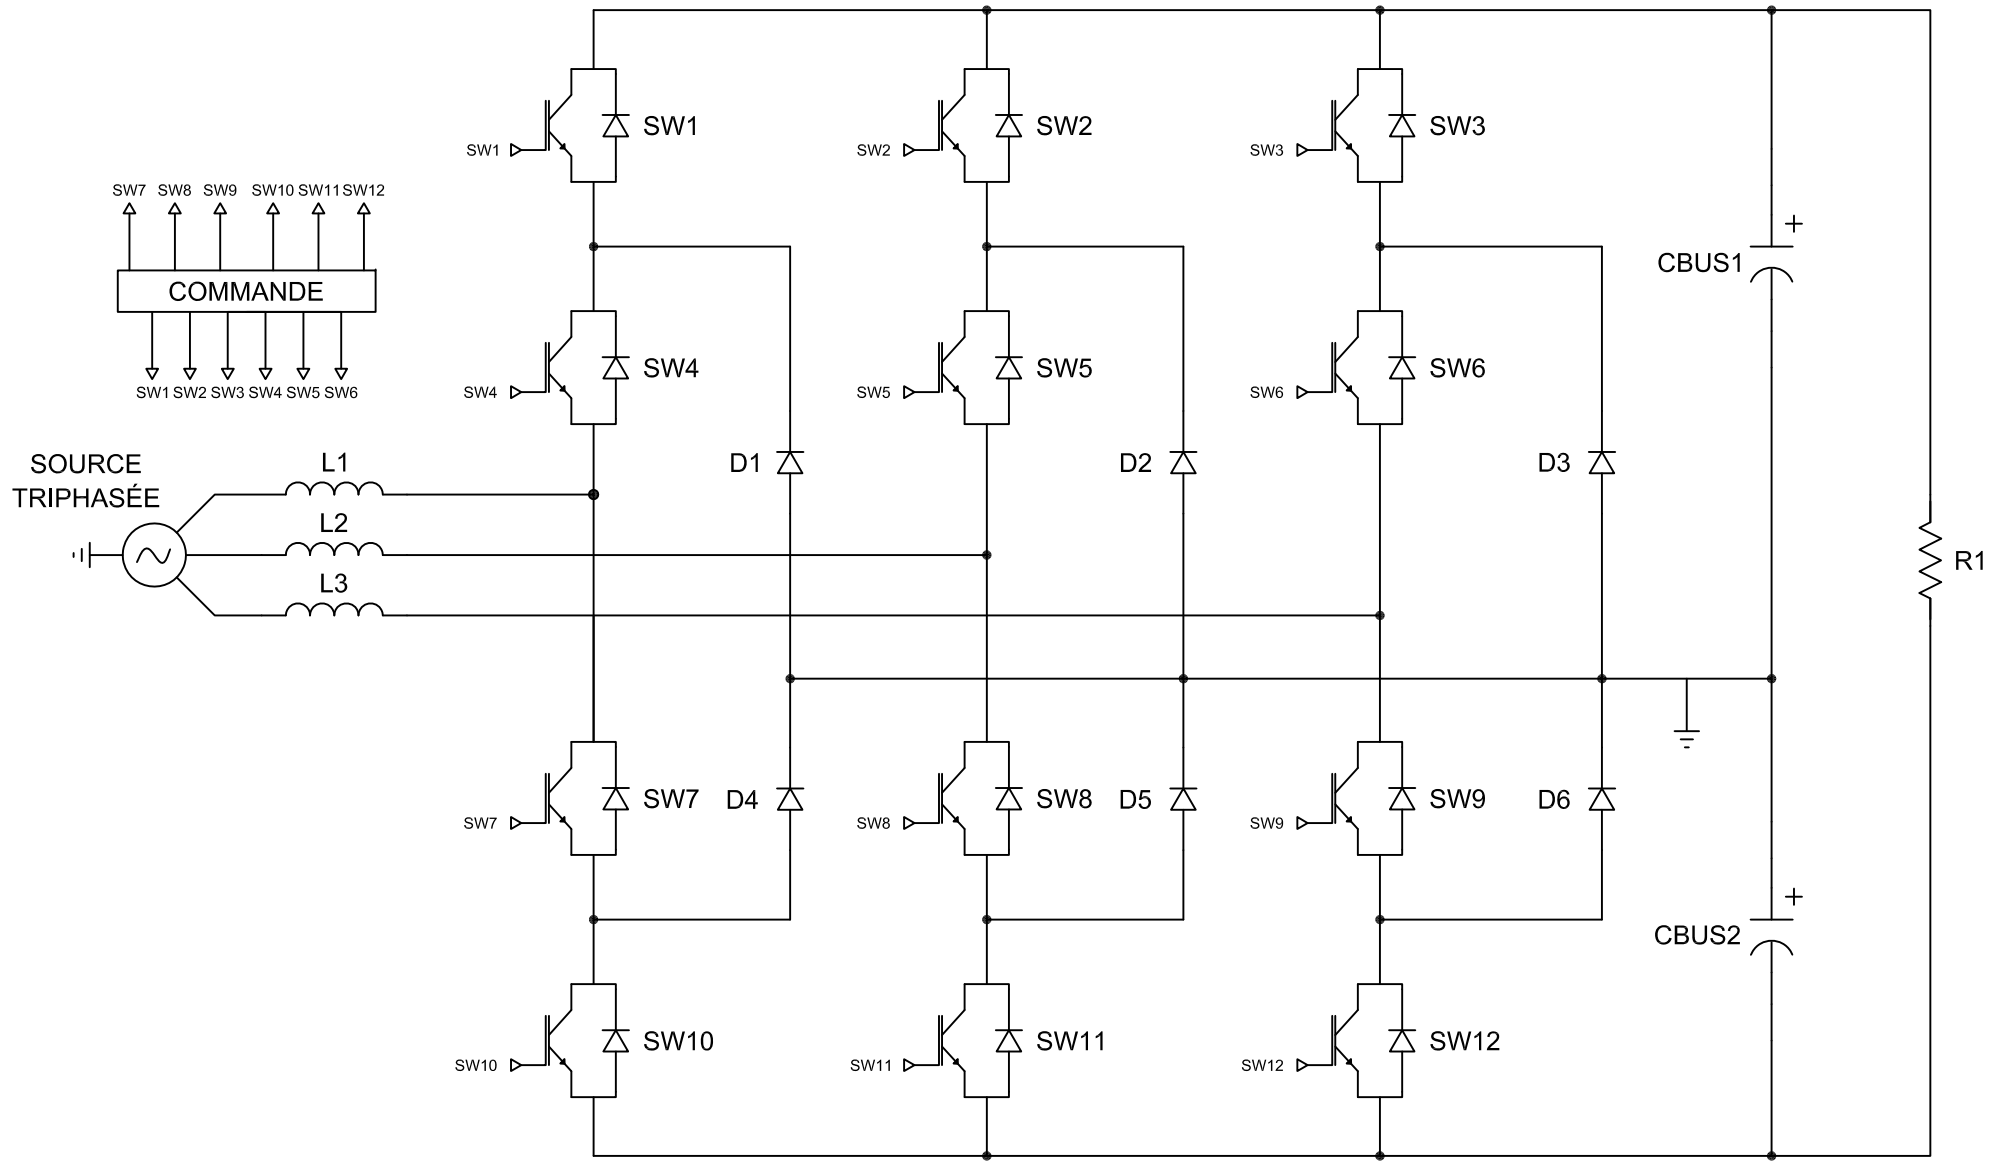 SW1
SW1
SW2
SW2
SW3
SW3
SW7 SW8 SW9 SW10 SW11 SW12
COMMANDE
SW1 SW2 SW3 SW4 SW5 SW6
+
CBUS1
SW4
SW4
SW5
SW5
SW6
SW6
SOURCE
TRIPHASÉE
L1
L2
L3
D1
D2
D3
R1
SW7
SW7
D4
SW8
SW8
D5
SW9
SW9
D6
+
CBUS2
SW10
SW10
SW11
SW11
SW12
SW12